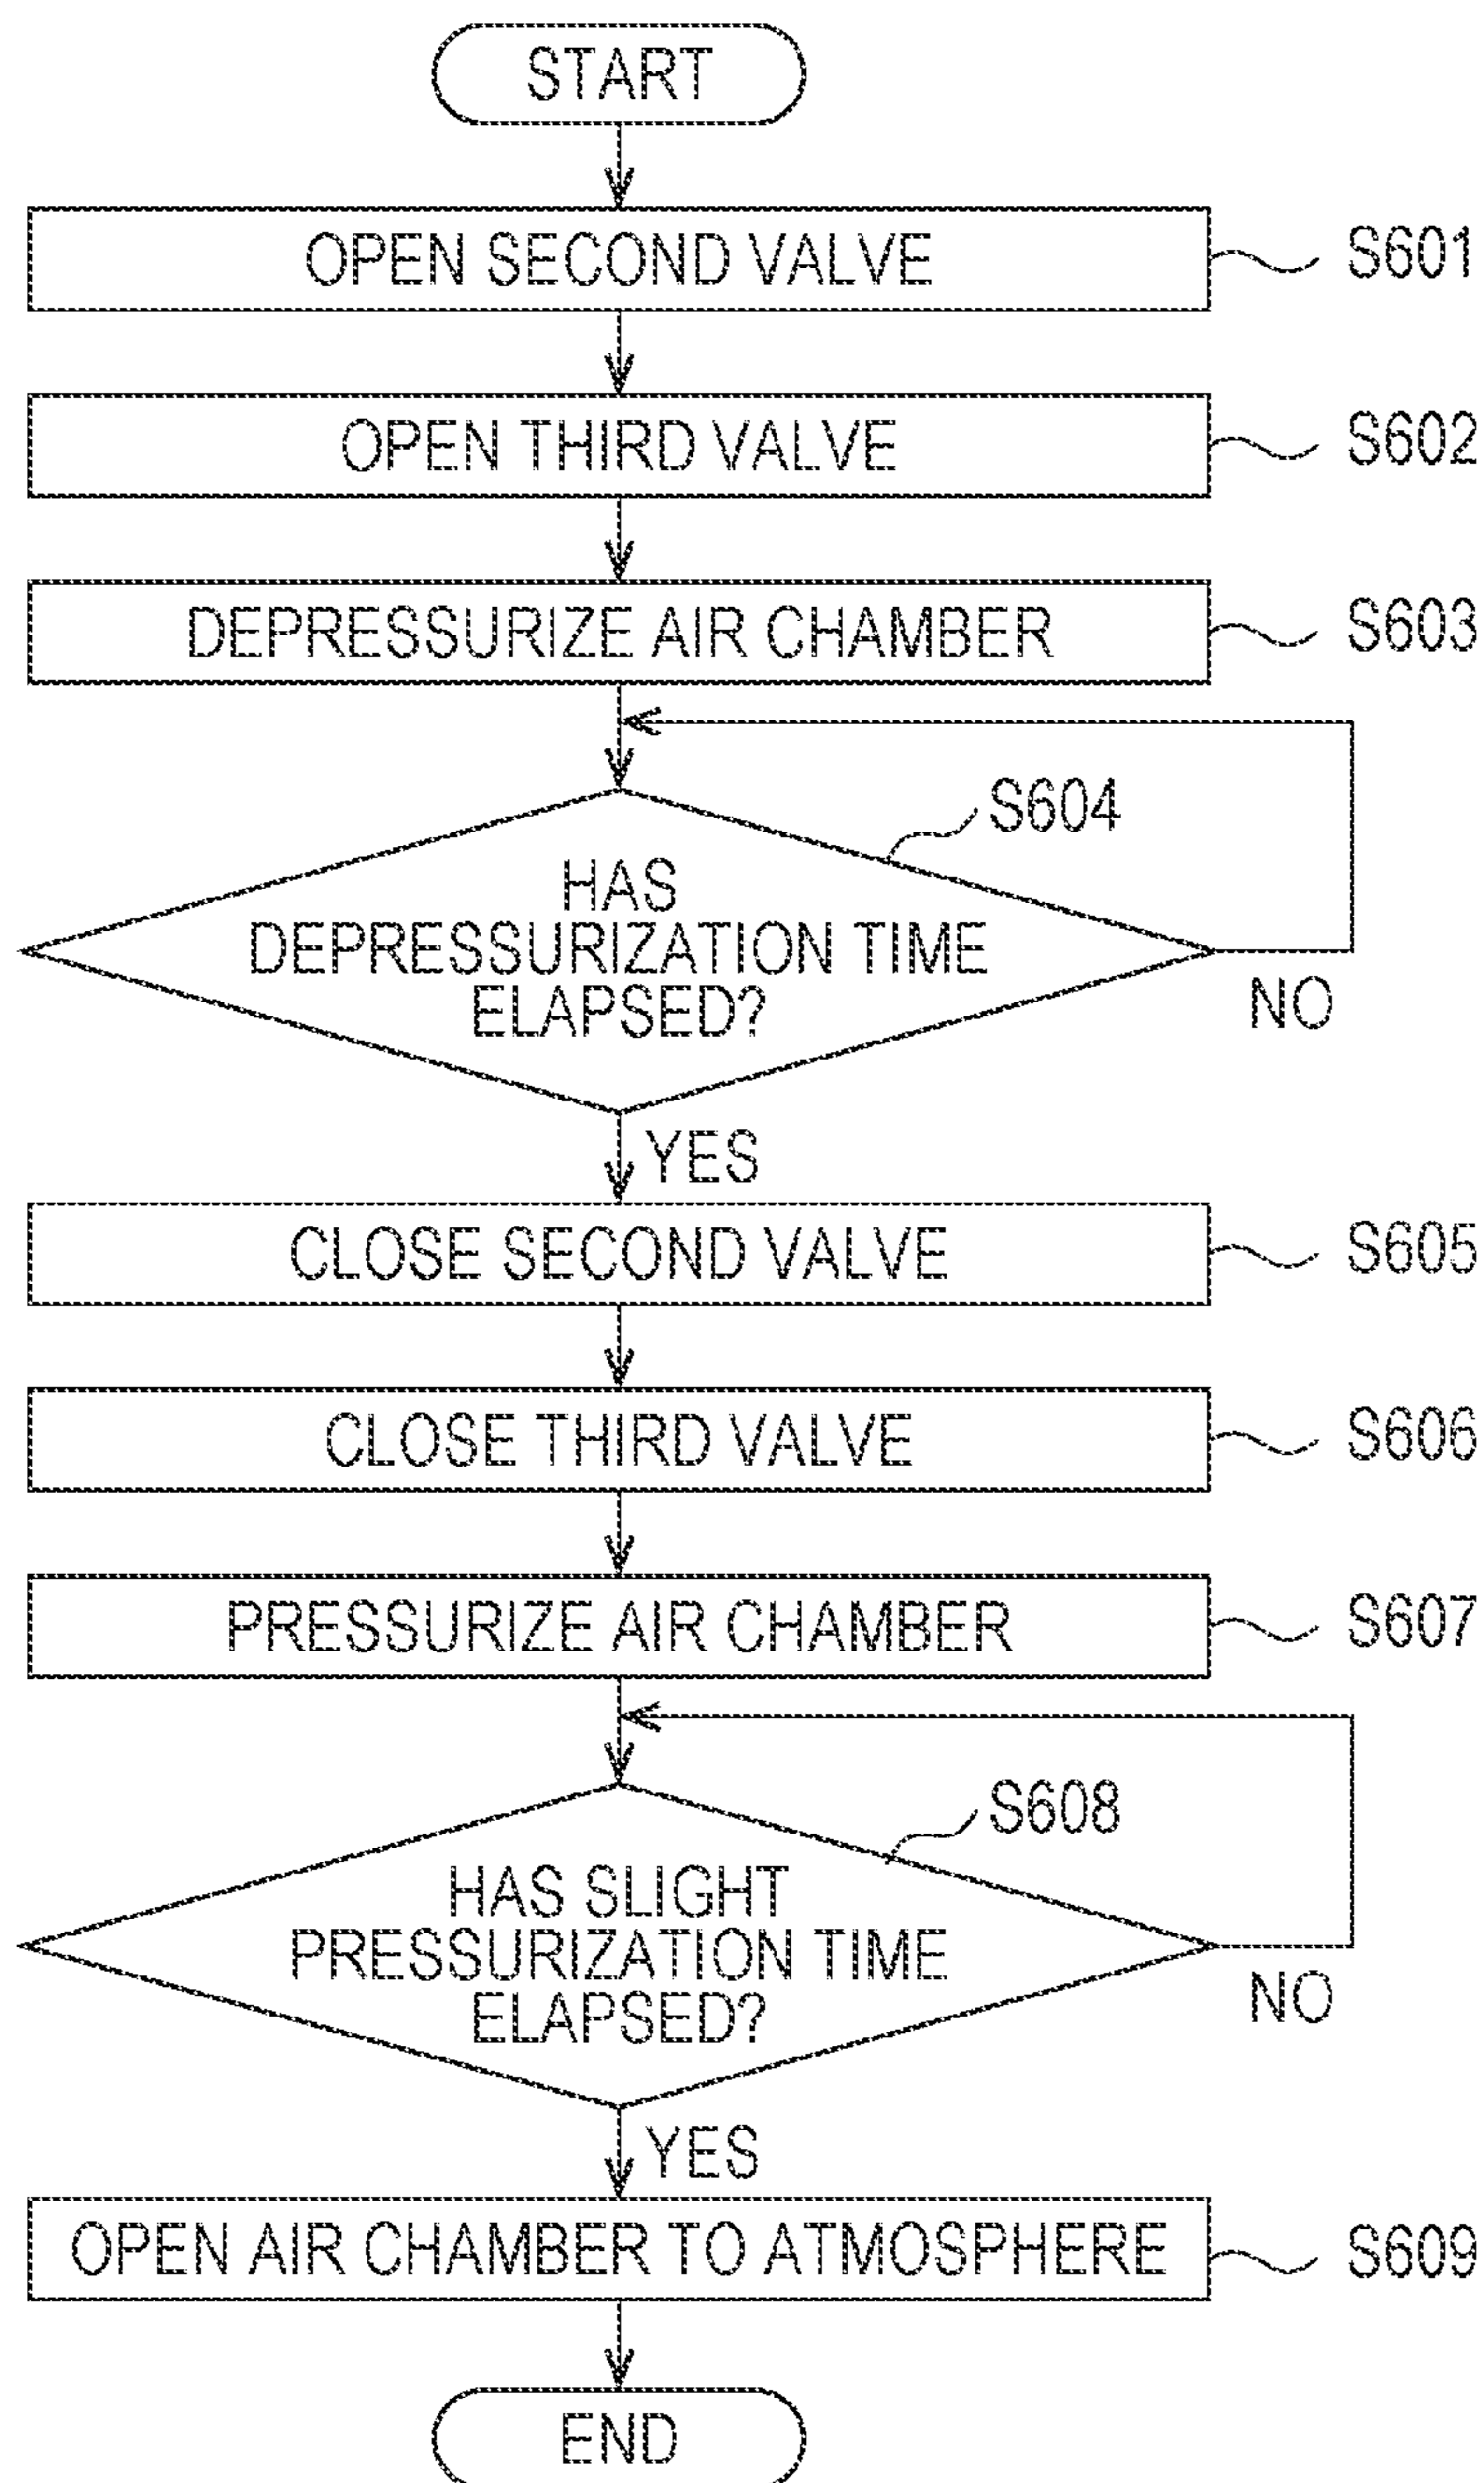 START
OPEN SECOND VALVE
S601
OPEN THIRD VALVE
S602
DEPRESSURIZE AIR CHAMBER
S603
S604
HAS
DEPRESSURIZATION TIME
ELAPSED?
NO
YES
CLOSE SECOND VALVE
S605
CLOSE THIRD VALVE
S606
PRESSURIZE AIR CHAMBER
S607
S608
HAS SLIGHT
PRESSURIZATION TIME
ELAPSED?
NO
YES
OPEN AIR CHAMBER TO ATMOSPHERE
S609
END